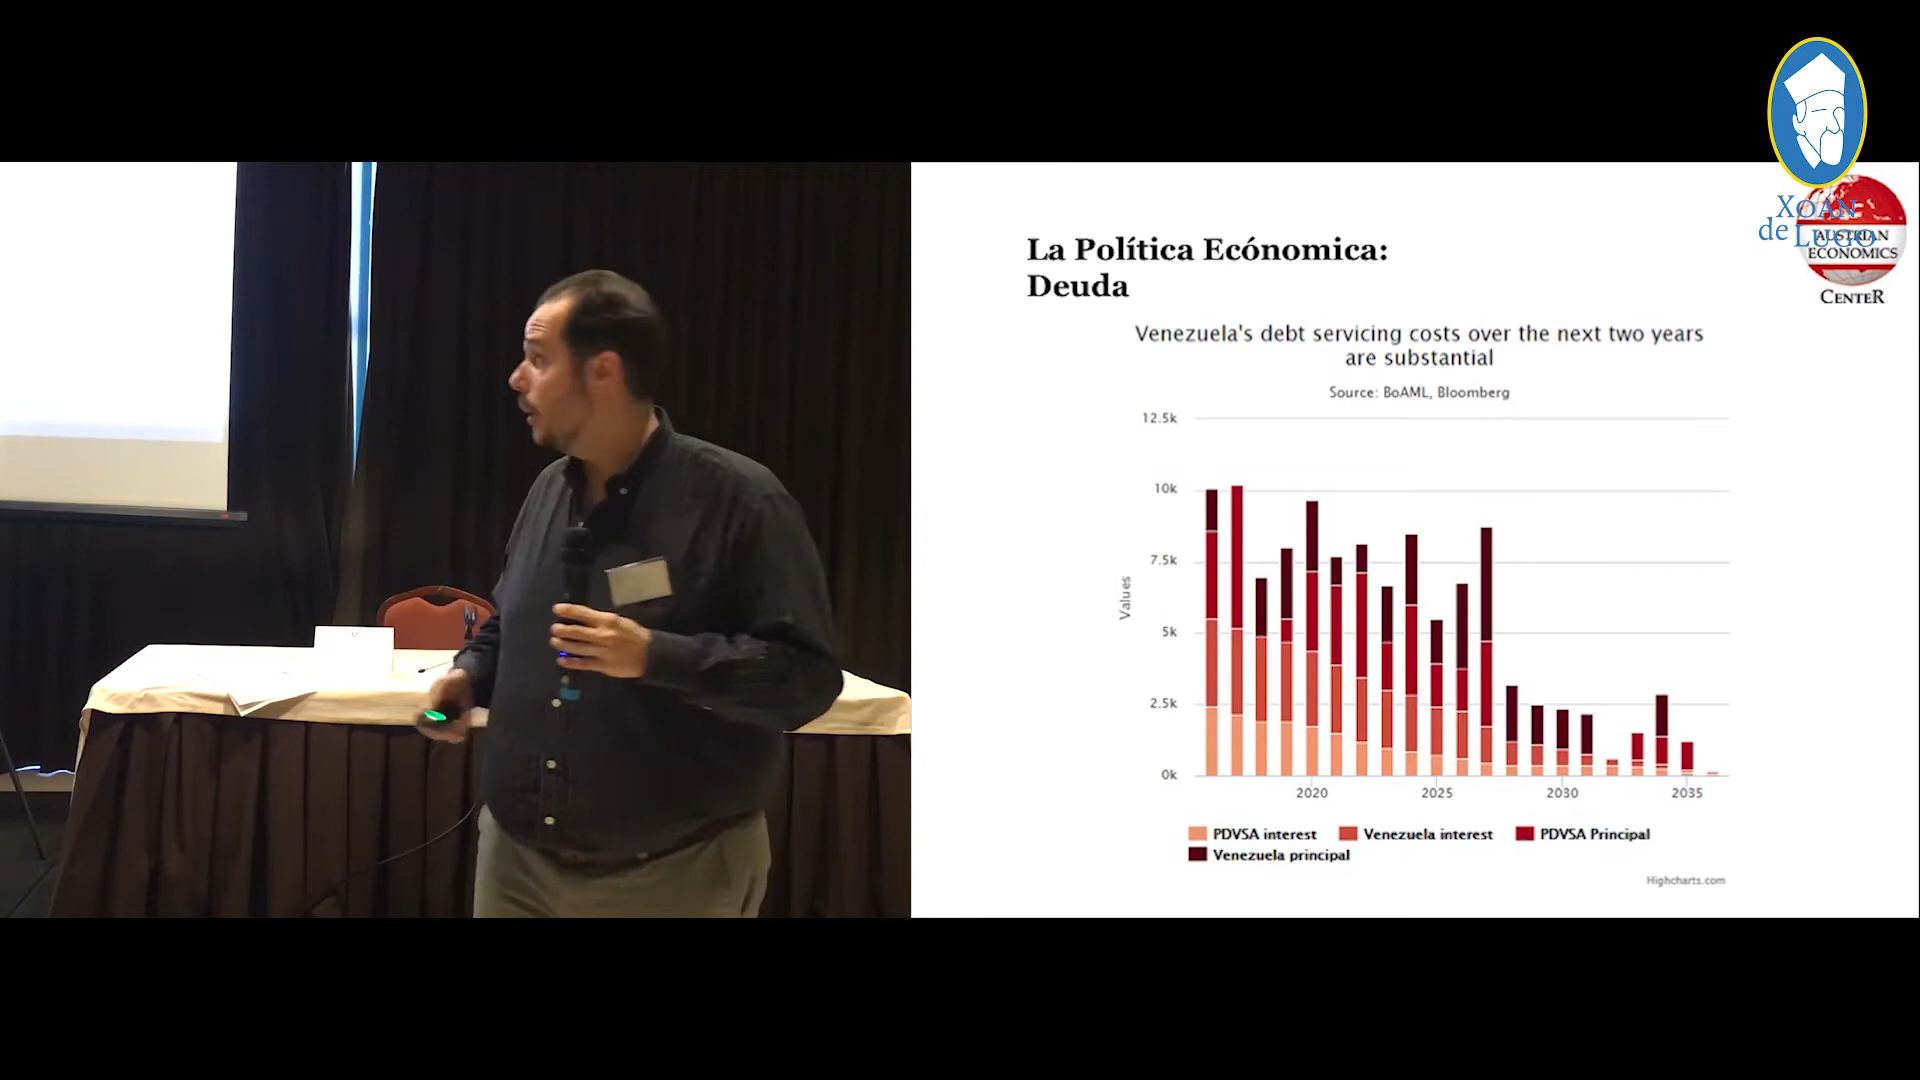 XOAN
de LUGO
AUSTRIAN
ECONOMICS
CENTER
La Política Ecónomica:
Deuda
Venezuela's debt servicing costs over the next two years
are substantial
Source: BoAML, Bloomberg
12.5k
10k
7.5k
5k
2.5k
0k
Values
2020
2025
2030
2035
PDVSA interest
Venezuela interest
PDVSA Principal
Venezuela principal
Highcharts.com